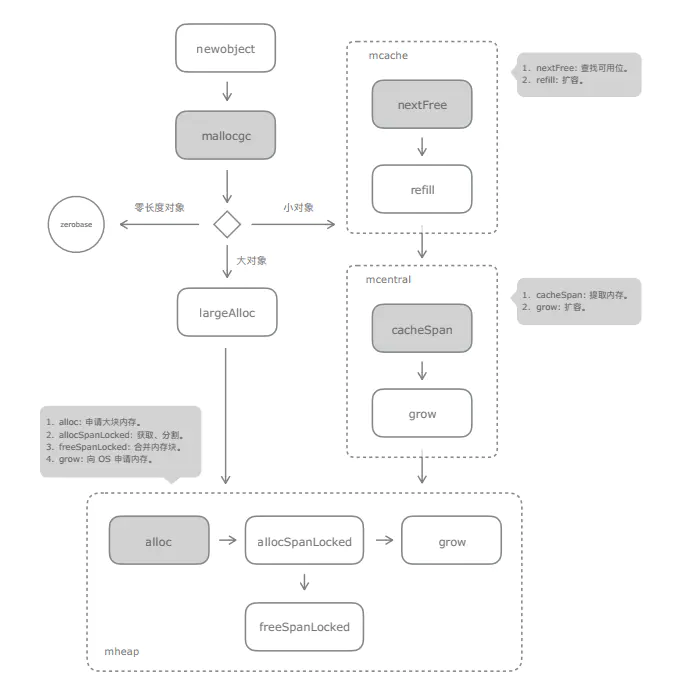 newobject
mallocgc
零长度对象
小对象
zerobase
大对象
largeAlloc
mcache
nextFree
refill
1. nextFree: 查找可用位。
2. refill: 扩容。
mcentral
cacheSpan
grow
1. cacheSpan: 提取内存。
2. grow: 扩容。
1. alloc: 申请大块内存。
2. allocSpanLocked: 获取、分割。
3. freeSpanLocked: 合并内存块。
4. grow: 向 OS 申请内存。
alloc
allocSpanLocked
grow
freeSpanLocked
mheap